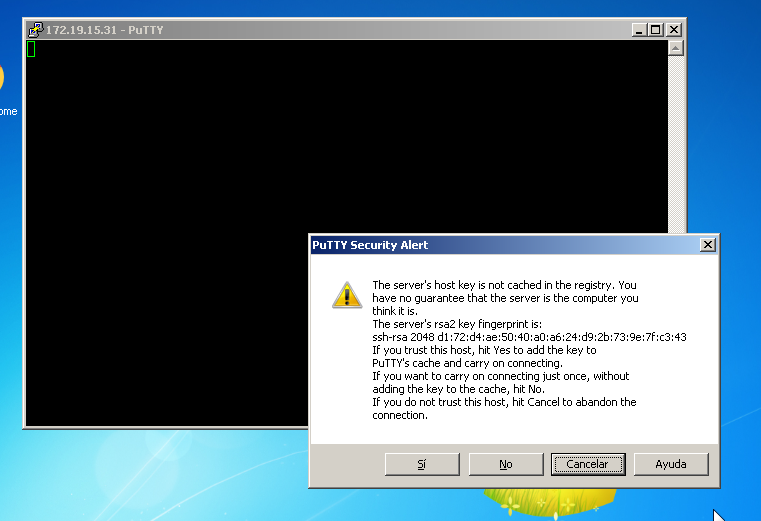 172.19.15.31 - PuTTY
ome
PuTTY Security Alert
The server's host key is not cached in the registry. You
have no guarantee that the server is the computer you
think it is.
The server's rsa2 key fingerprint is:
ssh-rsa 2048 d1:72:d4:ae:50:40:a0:a6:24:d9:2b:73:9e:7f:c3:43
If you trust this host, hit Yes to add the key to
PuTTY's cache and carry on connecting.
If you want to carry on connecting just once, without
adding the key to the cache, hit No.
If you do not trust this host, hit Cancel to abandon the
connection.
Sí No Cancelar Ayuda